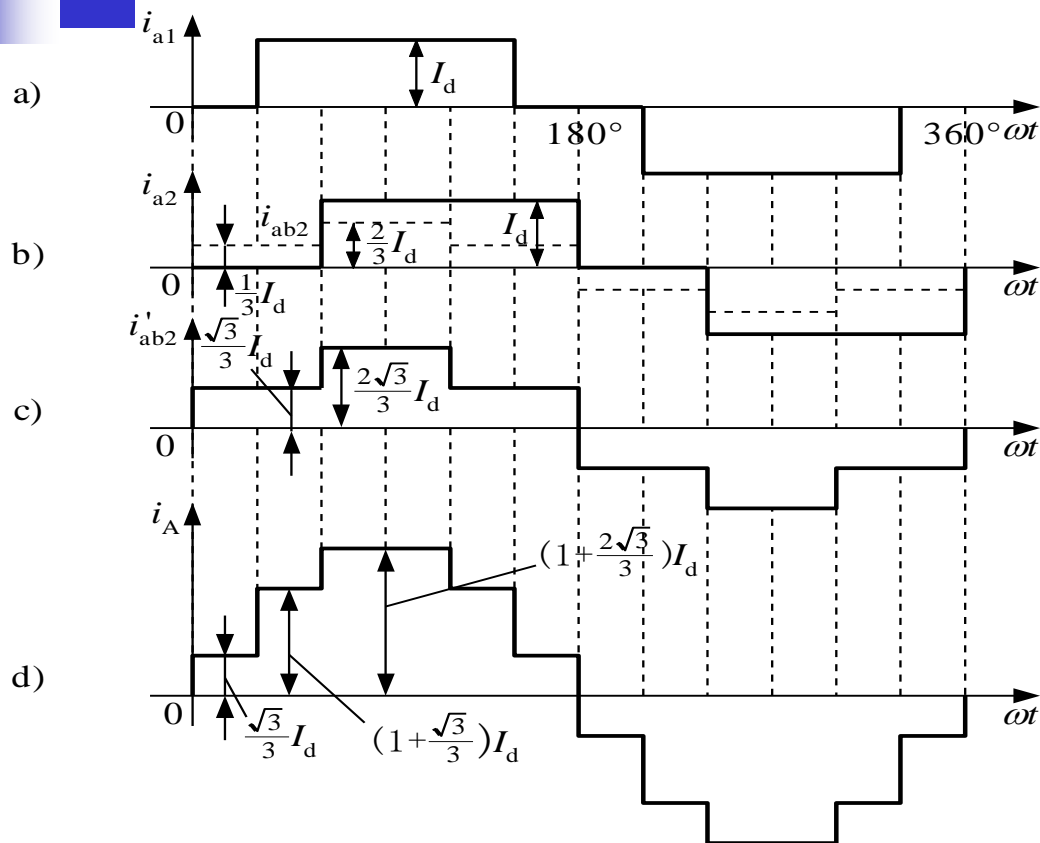 i_a1
I_d
a)
0
180°
360°
ωt
i_a2
i_ab2
2/3 I_d
I_d
b)
0
1/3 I_d
ωt
i'_ab2
√3/3 I_d
2√3/3 I_d
c)
0
ωt
i_A
(1+2√3/3)I_d
d)
0
√3/3 I_d
(1+√3/3)I_d
ωt